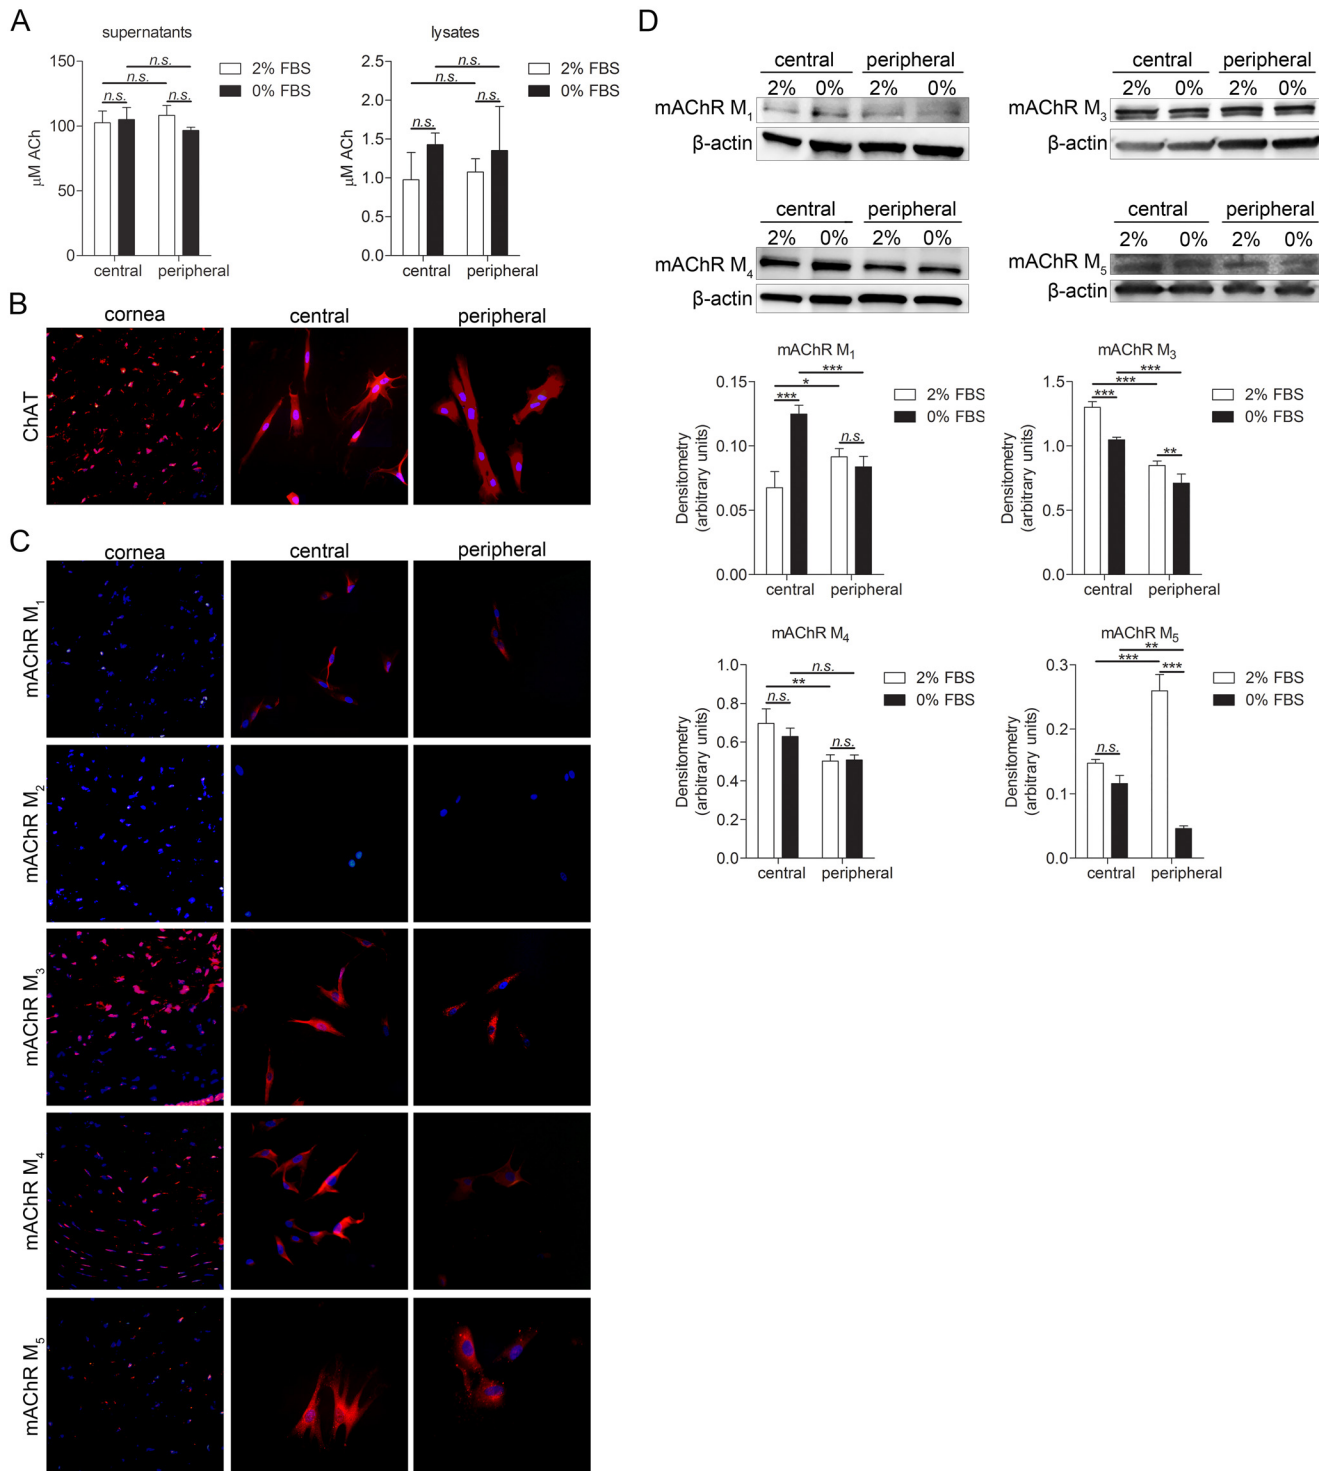 A
supernatants
lysates
150
100
50
0
μM ACh
n.s.
n.s.
n.s.
n.s.
2% FBS
0% FBS
central
peripheral
2.5
2.0
1.5
1.0
0.5
0.0
μM ACh
n.s.
n.s.
n.s.
n.s.
2% FBS
0% FBS
central
peripheral
B
cornea
central
peripheral
ChAT
C
cornea
central
peripheral
mAChR M1
mAChR M2
mAChR M3
mAChR M4
mAChR M5
D
central
peripheral
2% 0% 2% 0%
mAChR M1
β-actin
central
peripheral
2% 0% 2% 0%
mAChR M3
β-actin
central
peripheral
2% 0% 2% 0%
mAChR M4
β-actin
central
peripheral
2% 0% 2% 0%
mAChR M5
β-actin
mAChR M1
0.15
0.10
0.05
0.00
Densitometry
(arbitrary units)
***
*
***
n.s.
2% FBS
0% FBS
central
peripheral
mAChR M3
1.5
1.0
0.5
0.0
Densitometry
(arbitrary units)
***
***
***
**
2% FBS
0% FBS
central
peripheral
mAChR M4
1.0
0.8
0.6
0.4
0.2
0.0
Densitometry
(arbitrary units)
n.s.
**
n.s.
n.s.
2% FBS
0% FBS
central
peripheral
mAChR M5
0.3
0.2
0.1
0.0
Densitometry
(arbitrary units)
**
***
***
n.s.
2% FBS
0% FBS
central
peripheral